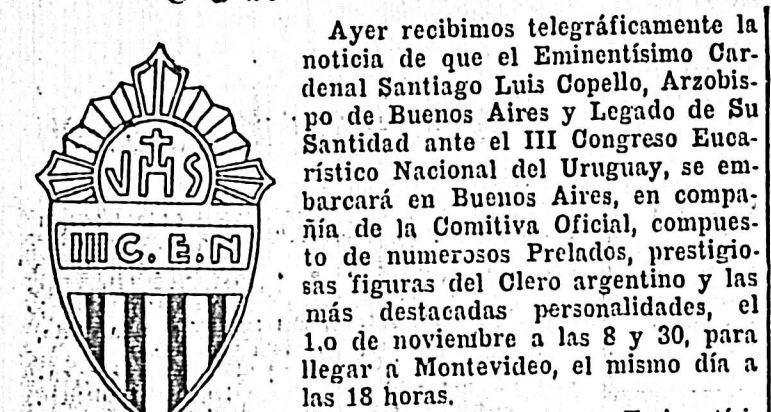 JHS
III C. E. N
Ayer recibimos telegráficamente la
noticia de que el Eminentísimo Car-
denal Santiago Luis Copello, Arzobis-
po de Buenos Aires y Legado de Su
Santidad ante el III Congreso Euca-
rístico Nacional del Uruguay, se em-
barcará en Buenos Aires, en compa-
ñía de la Comitiva Oficial, compues-
to de numerosos Prelados, prestigio-
sas figuras del Clero argentino y las
más destacadas personalidades, el
1.o de noviembre a las 8 y 30, para
llegar a Montevideo, el mismo día a
las 18 horas.